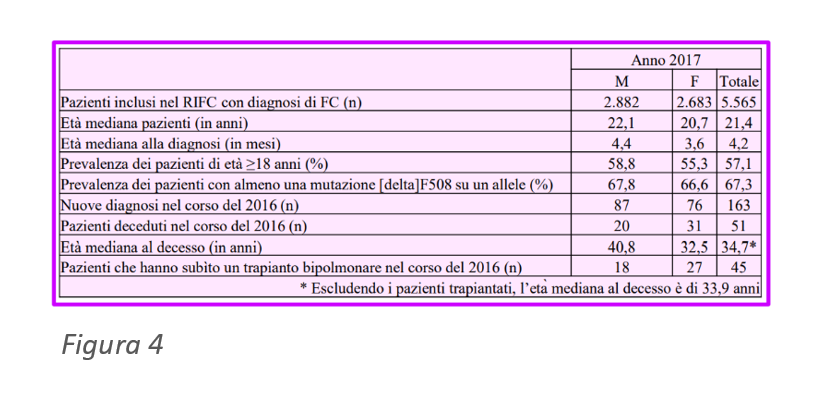 Anno 2017
M F Totale
Pazienti inclusi nel RIFC con diagnosi di FC (n) 2.882 2.683 5.565
Età mediana pazienti (in anni) 22,1 20,7 21,4
Età mediana alla diagnosi (in mesi) 4,4 3,6 4,2
Prevalenza dei pazienti di età ≥18 anni (%) 58,8 55,3 57,1
Prevalenza dei pazienti con almeno una mutazione [delta]F508 su un allele (%) 67,8 66,6 67,3
Nuove diagnosi nel corso del 2016 (n) 87 76 163
Pazienti deceduti nel corso del 2016 (n) 20 31 51
Età mediana al decesso (in anni) 40,8 32,5 34,7*
Pazienti che hanno subìto un trapianto bipolmonare nel corso del 2016 (n) 18 27 45
* Escludendo i pazienti trapiantati, l'età mediana al decesso è di 33,9 anni
Figura 4